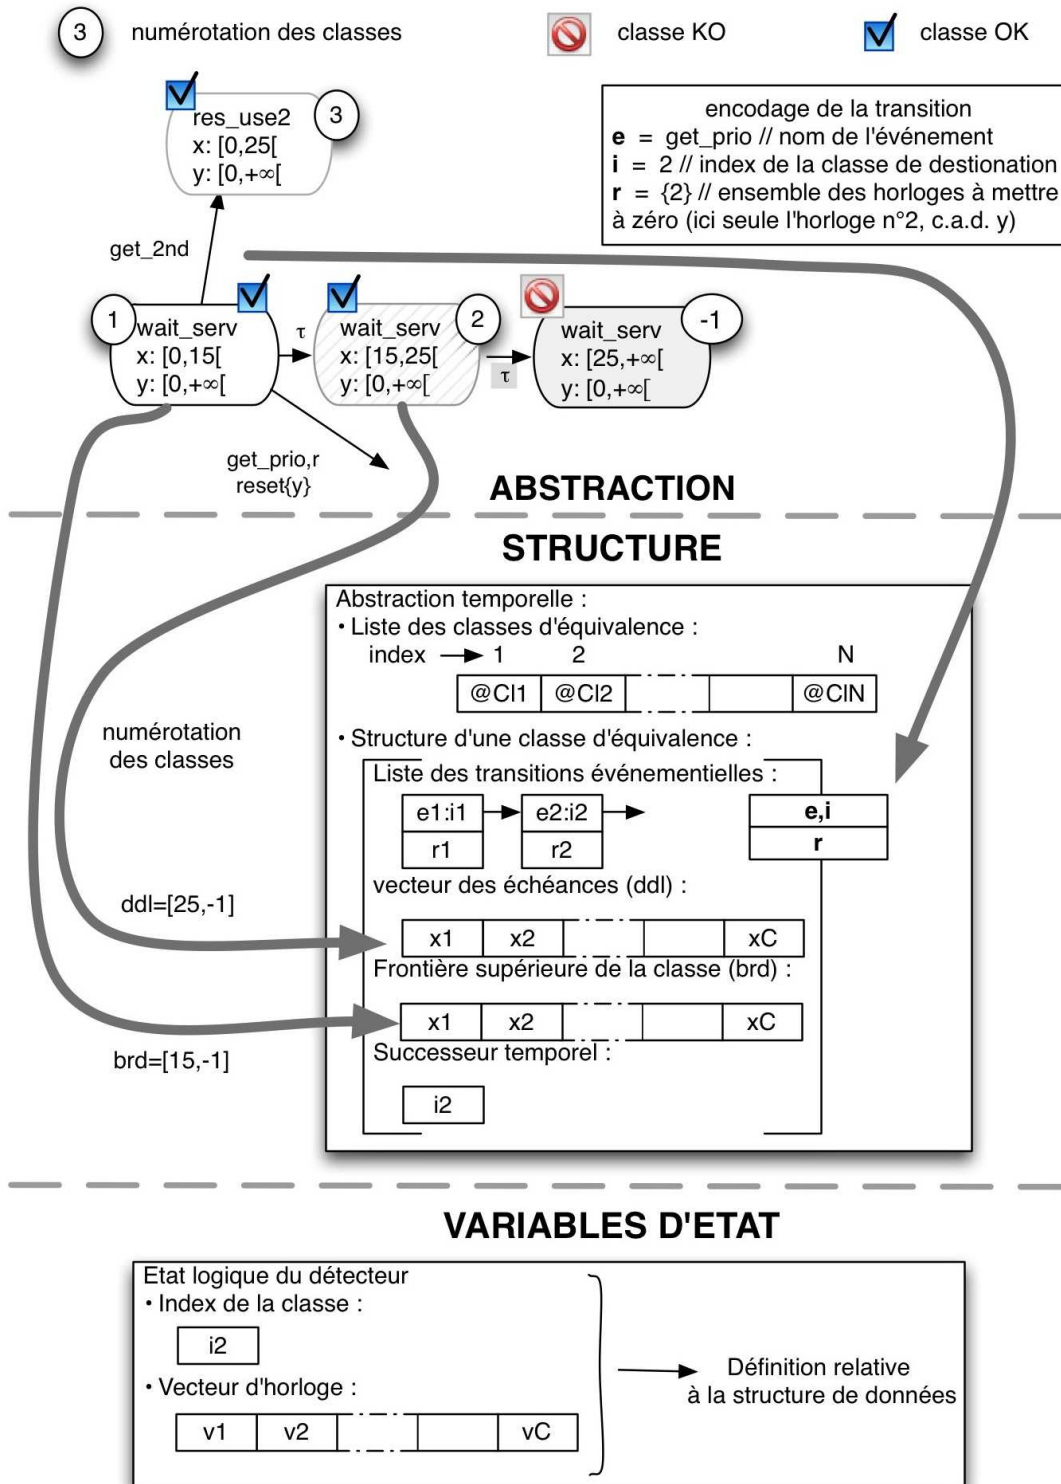 3 numérotation des classes
classe KO
classe OK
res_use2
x: [0,25[
y: [0,+∞[
3
encodage de la transition
e = get_prio // nom de l'événement
i = 2 // index de la classe de destionation
r = {2} // ensemble des horloges à mettre
à zéro (ici seule l'horloge n°2, c.a.d. y)
get_2nd
1
wait_serv
x: [0,15[
y: [0,+∞[
τ
wait_serv
x: [15,25[
y: [0,+∞[
2
τ
wait_serv
x: [25,+∞[
y: [0,+∞[
-1
get_prio,r
reset{y}
ABSTRACTION
STRUCTURE
Abstraction temporelle :
• Liste des classes d'équivalence :
index 1 2 N
@Cl1 @Cl2 @ClN
numérotation
des classes
• Structure d'une classe d'équivalence :
Liste des transitions événementielles :
e1:i1 e2:i2 e,i
r1 r2 r
vecteur des échéances (ddl) :
ddl=[25,-1]
x1 x2 xC
Frontière supérieure de la classe (brd) :
x1 x2 xC
brd=[15,-1]
Successeur temporel :
i2
VARIABLES D'ETAT
Etat logique du détecteur
• Index de la classe :
i2
• Vecteur d'horloge :
v1 v2 vC
Définition relative
à la structure de données